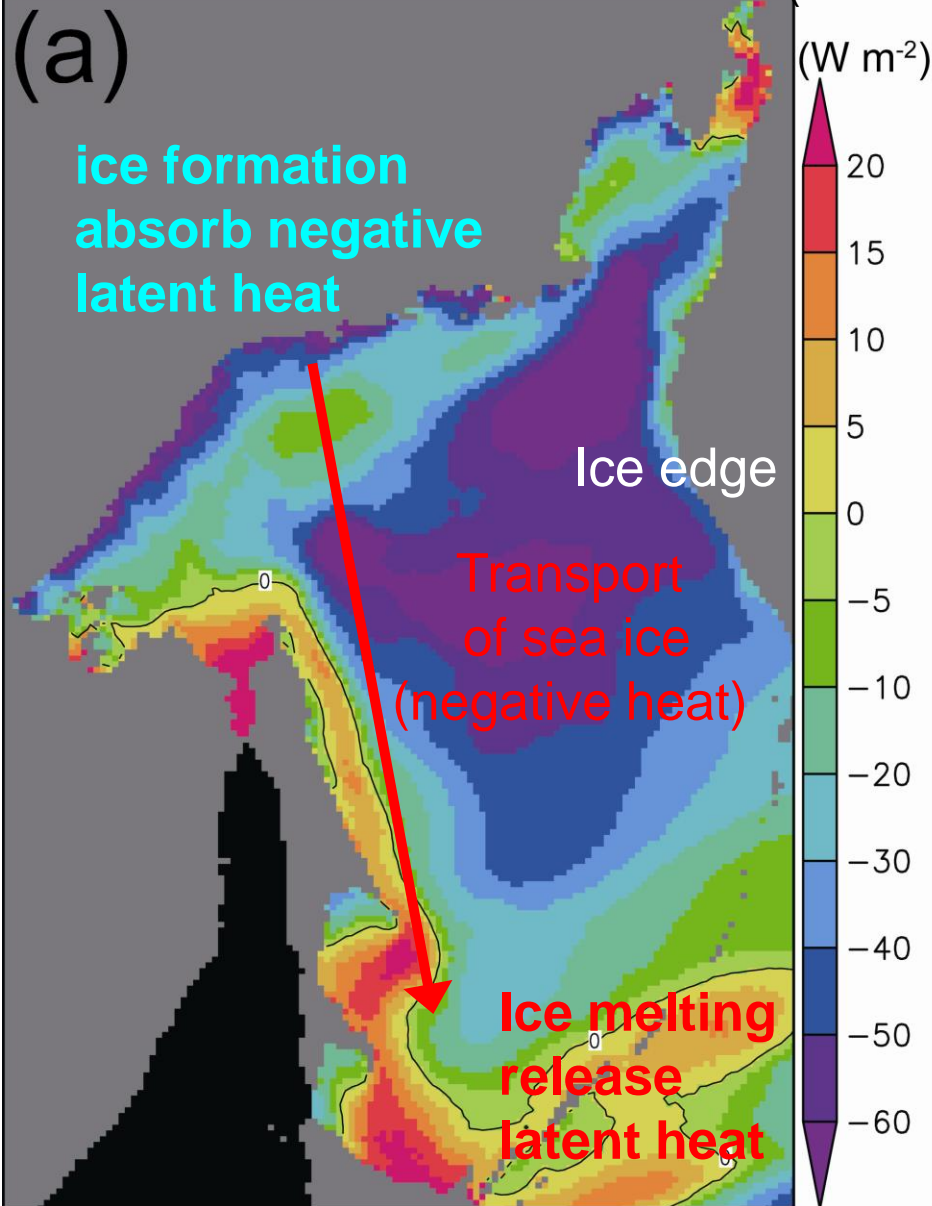 (a)
(W m-2)
ice formation
absorb negative
latent heat
20
15
10
5
0
−5
−10
−20
−30
−40
−50
−60
Ice edge
Transport
of sea ice
(negative heat)
0
Ice melting
release
latent heat
0
0